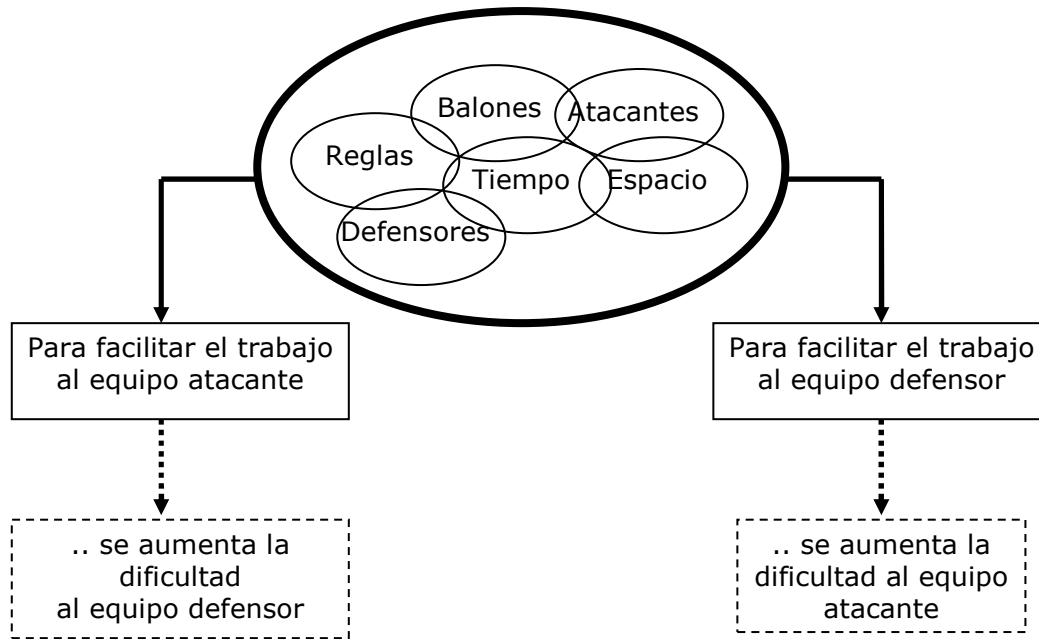 Balones
Atacantes
Reglas
Tiempo
Espacio
Defensores
Para facilitar el trabajo
al equipo atacante
Para facilitar el trabajo
al equipo defensor
.. se aumenta la
dificultad
al equipo defensor
.. se aumenta la
dificultad al equipo
atacante